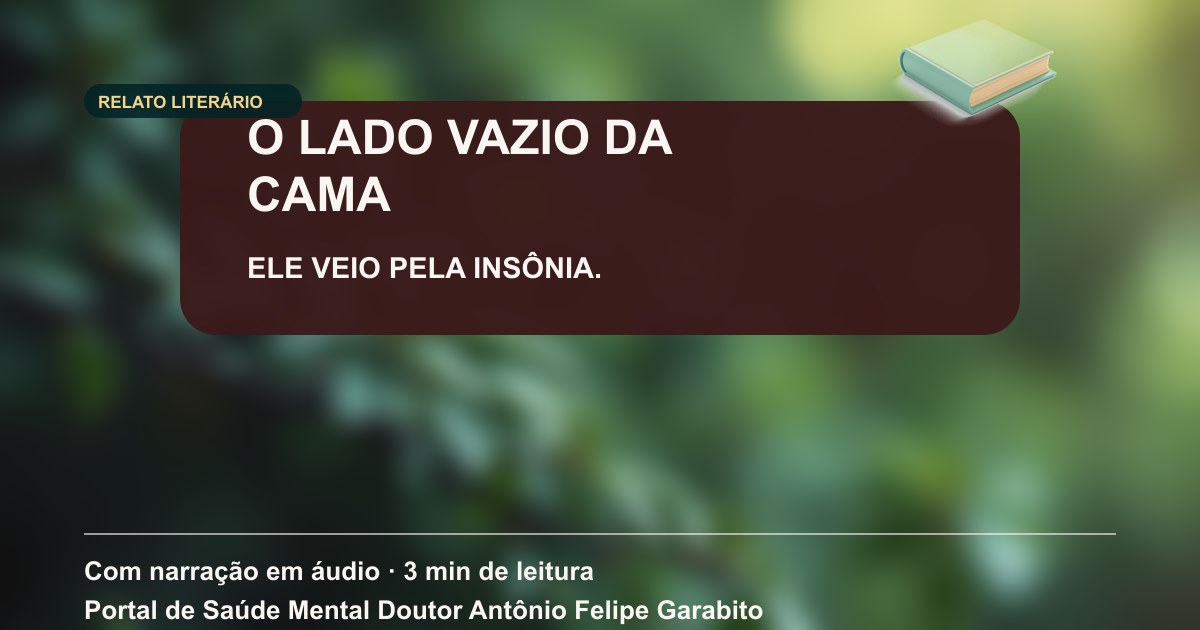 RELATO LITERÁRIO
O LADO VAZIO DA
CAMA
ELE VEIO PELA INSÔNIA.
Com narração em áudio · 3 min de leitura
Portal de Saúde Mental Doutor Antônio Felipe Garabito